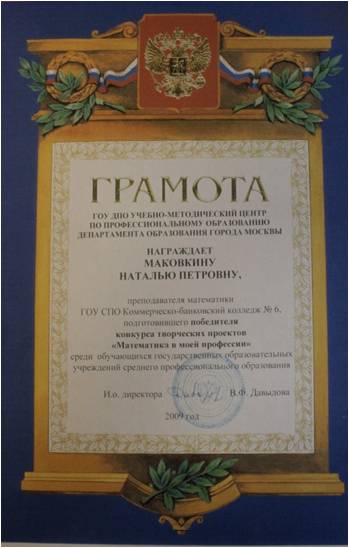 ГРАМОТА
ГОУ ДПО УЧЕБНО-МЕТОДИЧЕСКИЙ ЦЕНТР
ПО ПРОФЕССИОНАЛЬНОМУ ОБРАЗОВАНИЮ
ДЕПАРТАМЕНТА ОБРАЗОВАНИЯ ГОРОДА МОСКВЫ
НАГРАЖДАЕТ
МАКОВКИНУ
НАТАЛЬЮ ПЕТРОВНУ,
преподавателя математики
ГОУ СПО Коммерческо-банковский колледж № 6,
подготовившего победителя
конкурса творческих проектов
«Математика в моей профессии»
среди обучающихся государственных образовательных
учреждений среднего профессионального образования
И.о. директора В.Ф. Давыдова
2009 год